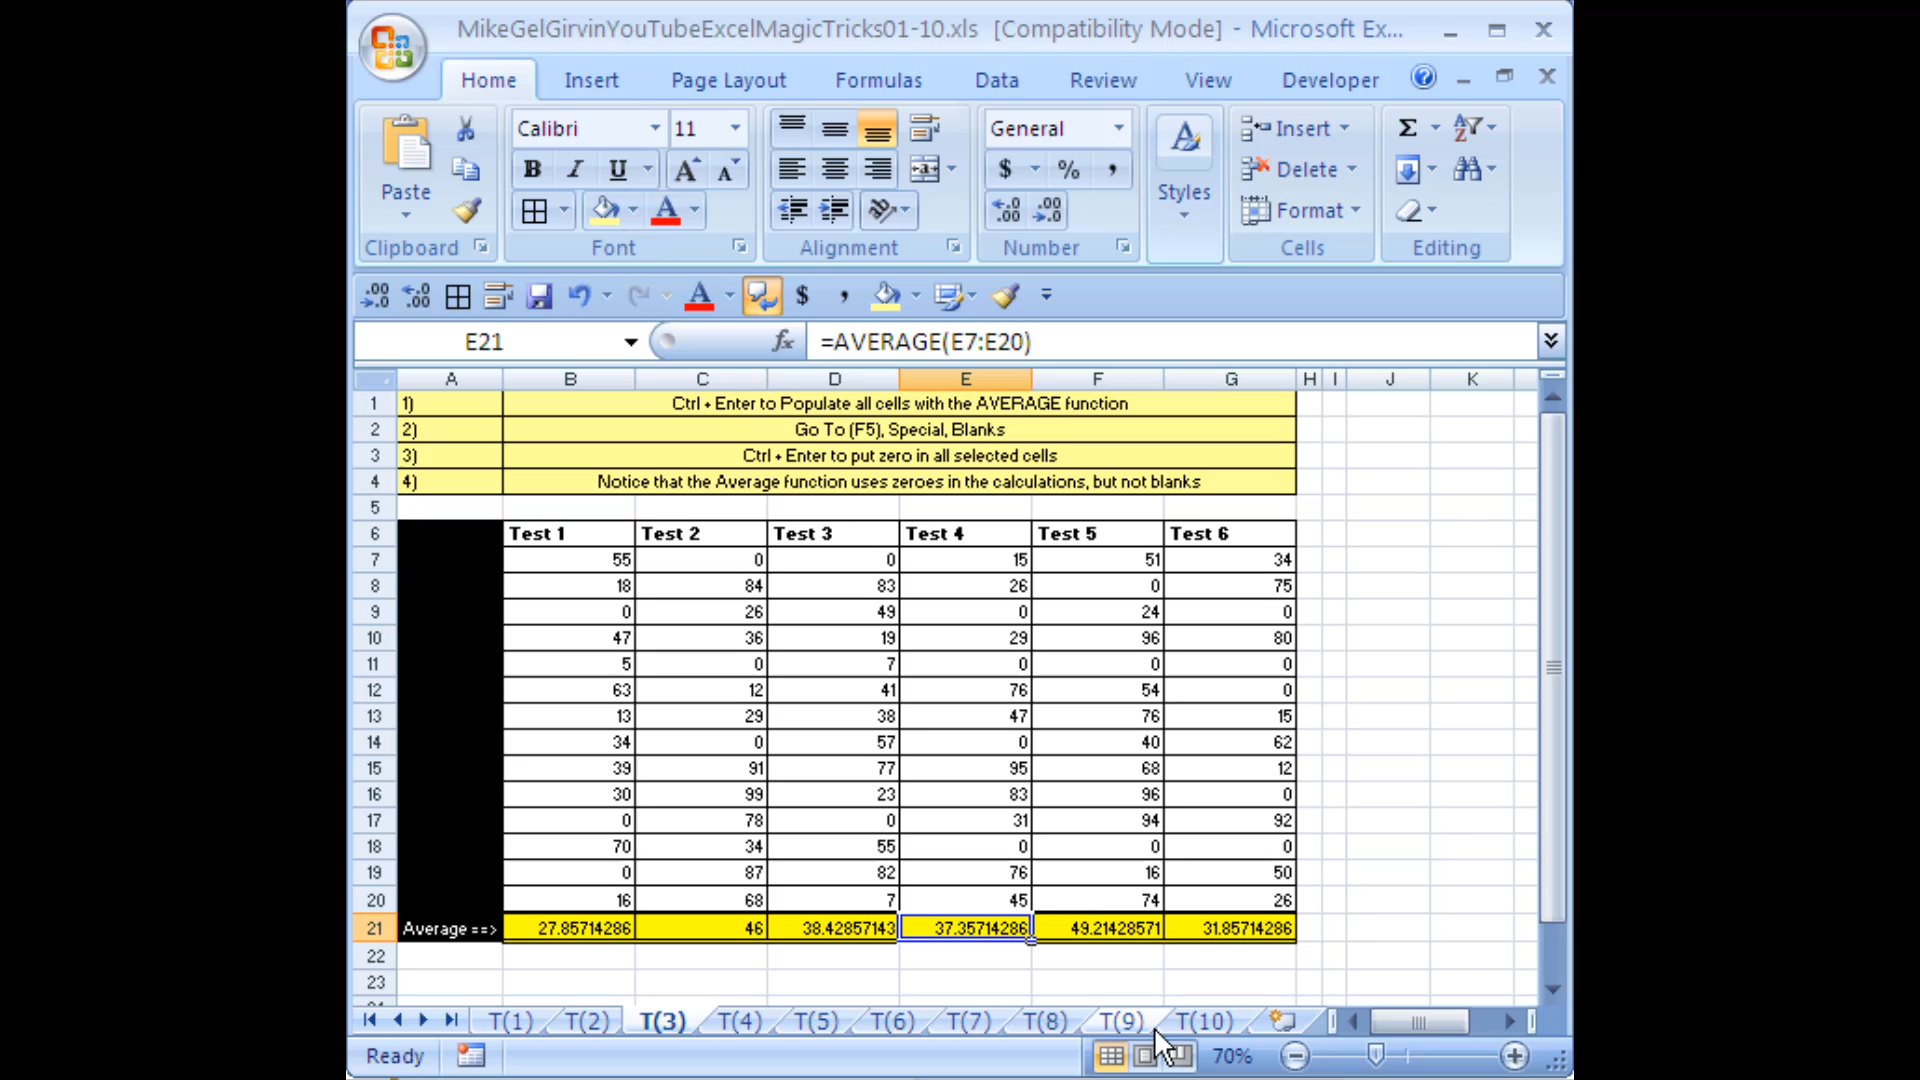 MikeGelGirvinYouTubeExcelMagicTricks01-10.xls [Compatibility Mode] - Microsoft Ex...
Home Insert Page Layout Formulas Data Review View Developer
Calibri 11 General Insert Σ
Paste B I U A A $ % , Styles Delete
A Format
Clipboard Font Alignment Number Cells Editing
E21 fx =AVERAGE(E7:E20)
A B C D E F G H I J K
1 1) Ctrl + Enter to Populate all cells with the AVERAGE function
2 2) Go To (F5), Special, Blanks
3 3) Ctrl + Enter to put zero in all selected cells
4 4) Notice that the Average function uses zeroes in the calculations, but not blanks
5
6 Test 1 Test 2 Test 3 Test 4 Test 5 Test 6
7 55 0 0 15 51 34
8 18 84 83 26 0 75
9 0 26 49 0 24 0
10 47 36 19 29 96 80
11 5 0 7 0 0 0
12 63 12 41 76 54 0
13 13 29 38 47 76 15
14 34 0 57 0 40 62
15 39 91 77 95 68 12
16 30 99 23 83 96 0
17 0 78 0 31 94 92
18 70 34 55 0 0 0
19 0 87 82 76 16 50
20 16 68 7 45 74 26
21 Average ==> 27.85714286 46 38.42857143 37.35714286 49.21428571 31.85714286
22
23
T(1) T(2) T(3) T(4) T(5) T(6) T(7) T(8) T(9) T(10)
Ready 70%